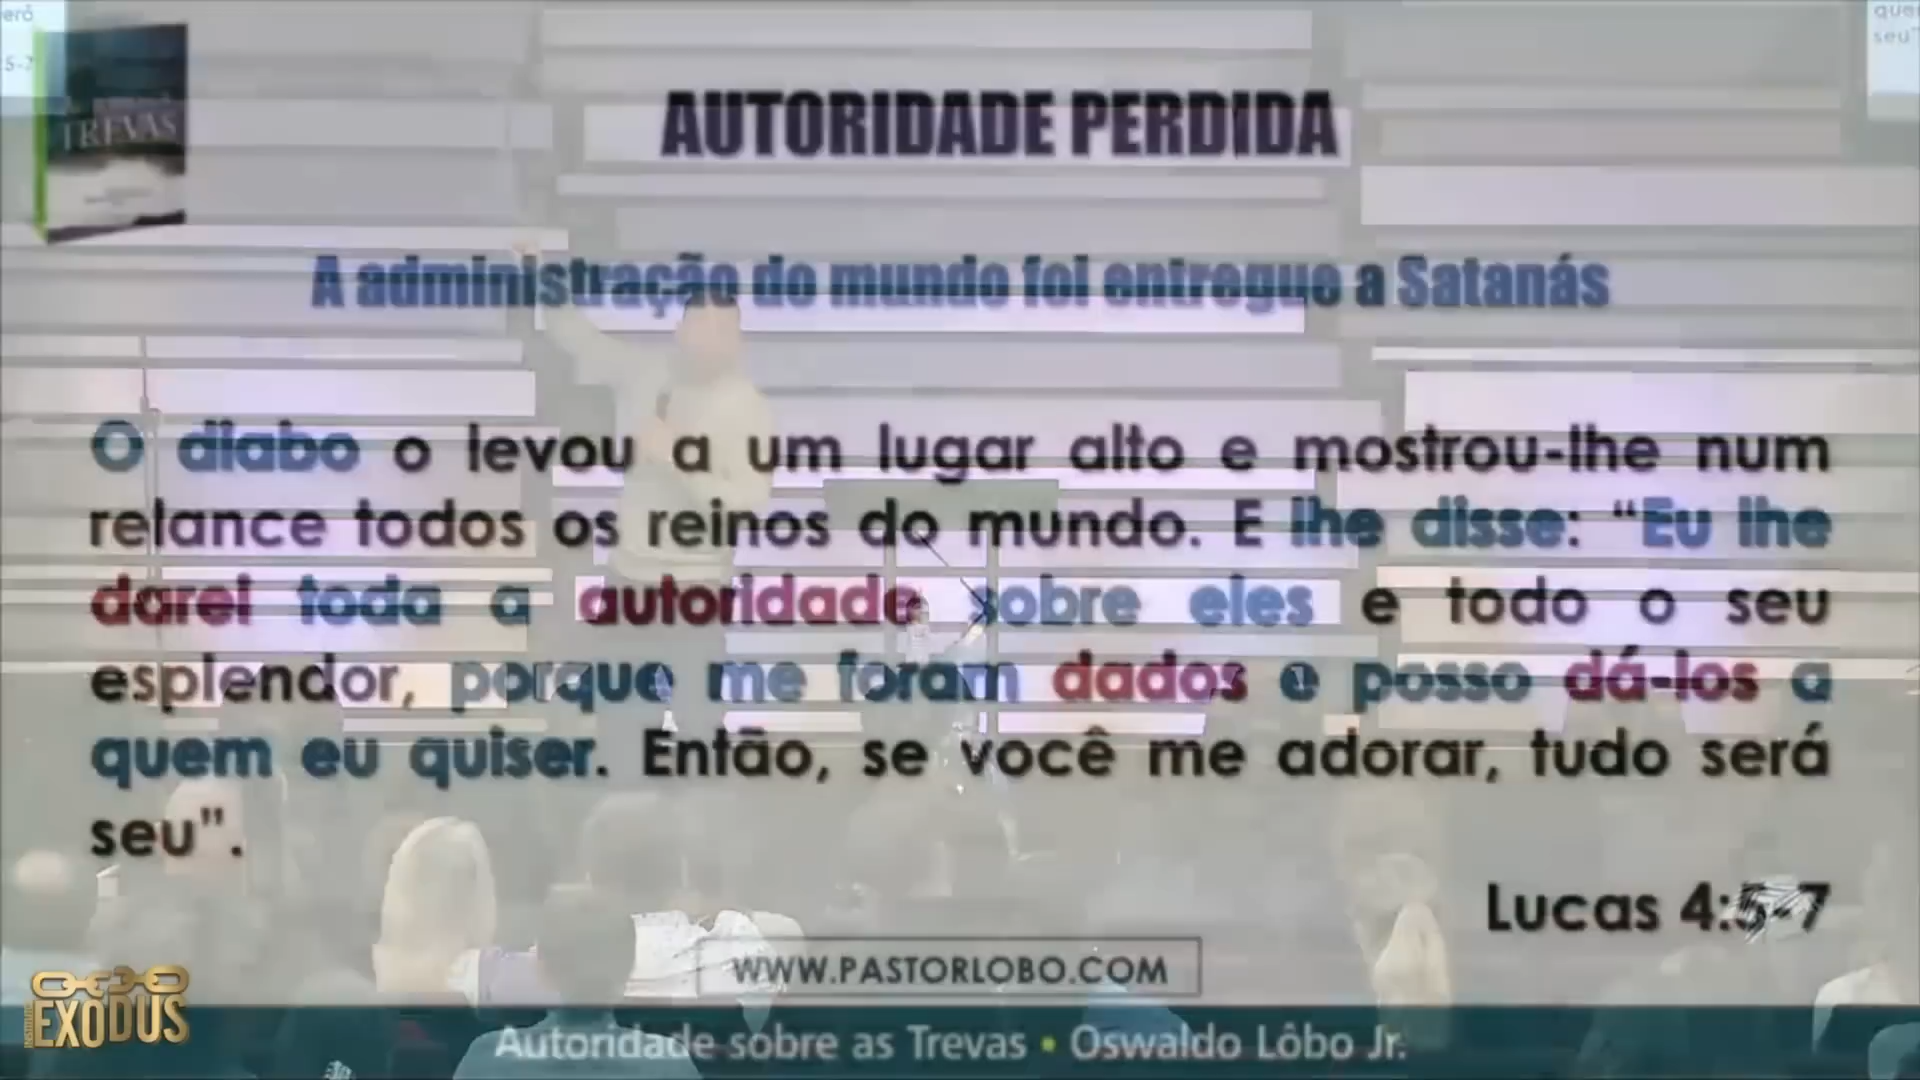 TREVAS
AUTORIDADE PERDIDA
A administração do mundo foi entregue a Satanás
O diabo o levou a um lugar alto e mostrou-lhe num
relance todos os reinos do mundo. E lhe disse: “Eu lhe
darei toda a autoridade sobre eles e todo o seu
esplendor, porque me foram dados e posso dá-los a
quem eu quiser. Então, se você me adorar, tudo será
seu".
Lucas 4:5-7
WWW.PASTORLOBO.COM
EXODUS
Autoridade sobre as Trevas • Oswaldo Lôbo Jr.